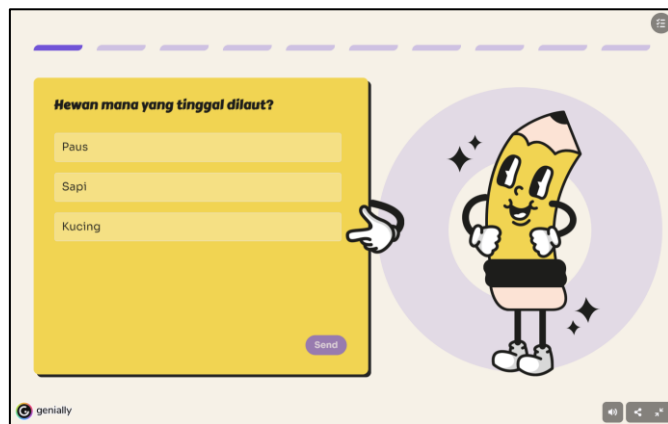 Hewan mana yang tinggal dilaut?
Paus
Sapi
Kucing
Send
genially